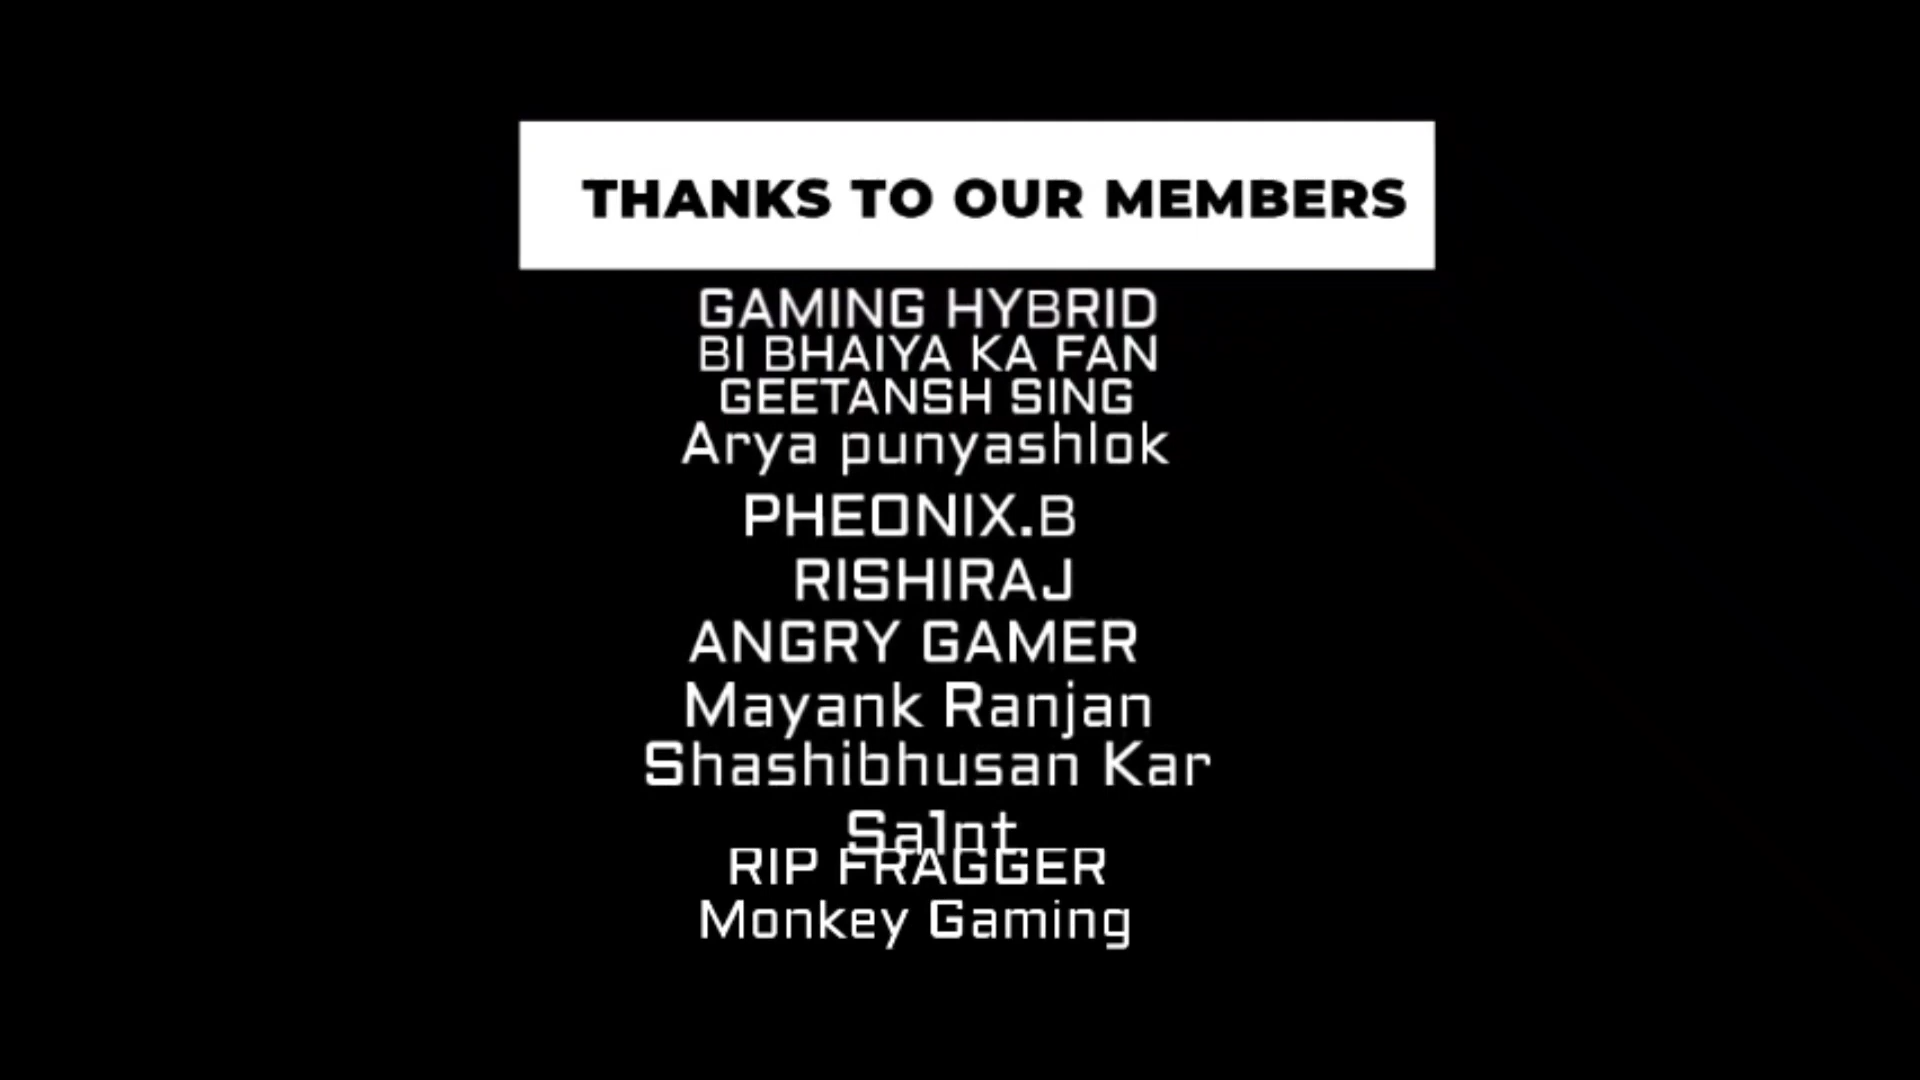 THANKS TO OUR MEMBERS
GAMING HYBRID
BI BHAIYA KA FAN
GEETANSH SING
Arya punyashlok
PHEONIX.B
RISHIRAJ
ANGRY GAMER
Mayank Ranjan
Shashibhusan Kar
Sa1nt
RIP FRAGGER
Monkey Gaming